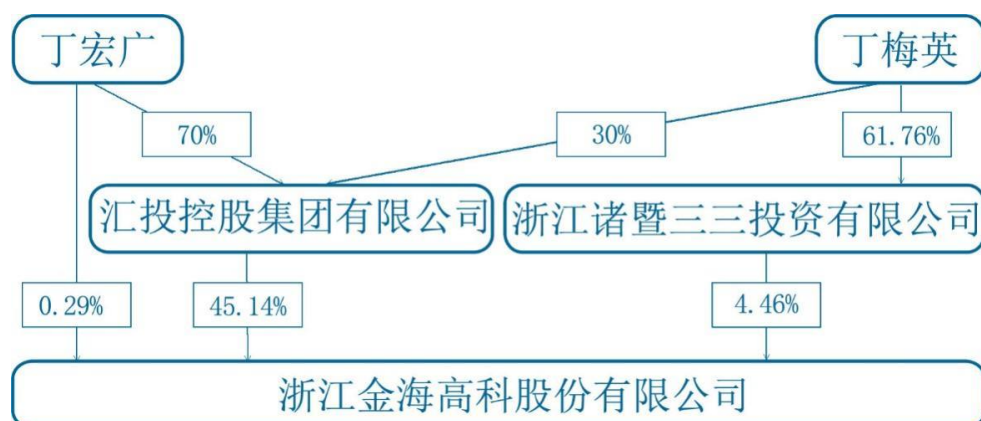 丁宏广
丁梅英
70%
30%
61.76%
汇投控股集团有限公司
浙江诸暨三三投资有限公司
0.29%
45.14%
4.46%
浙江金海高科股份有限公司